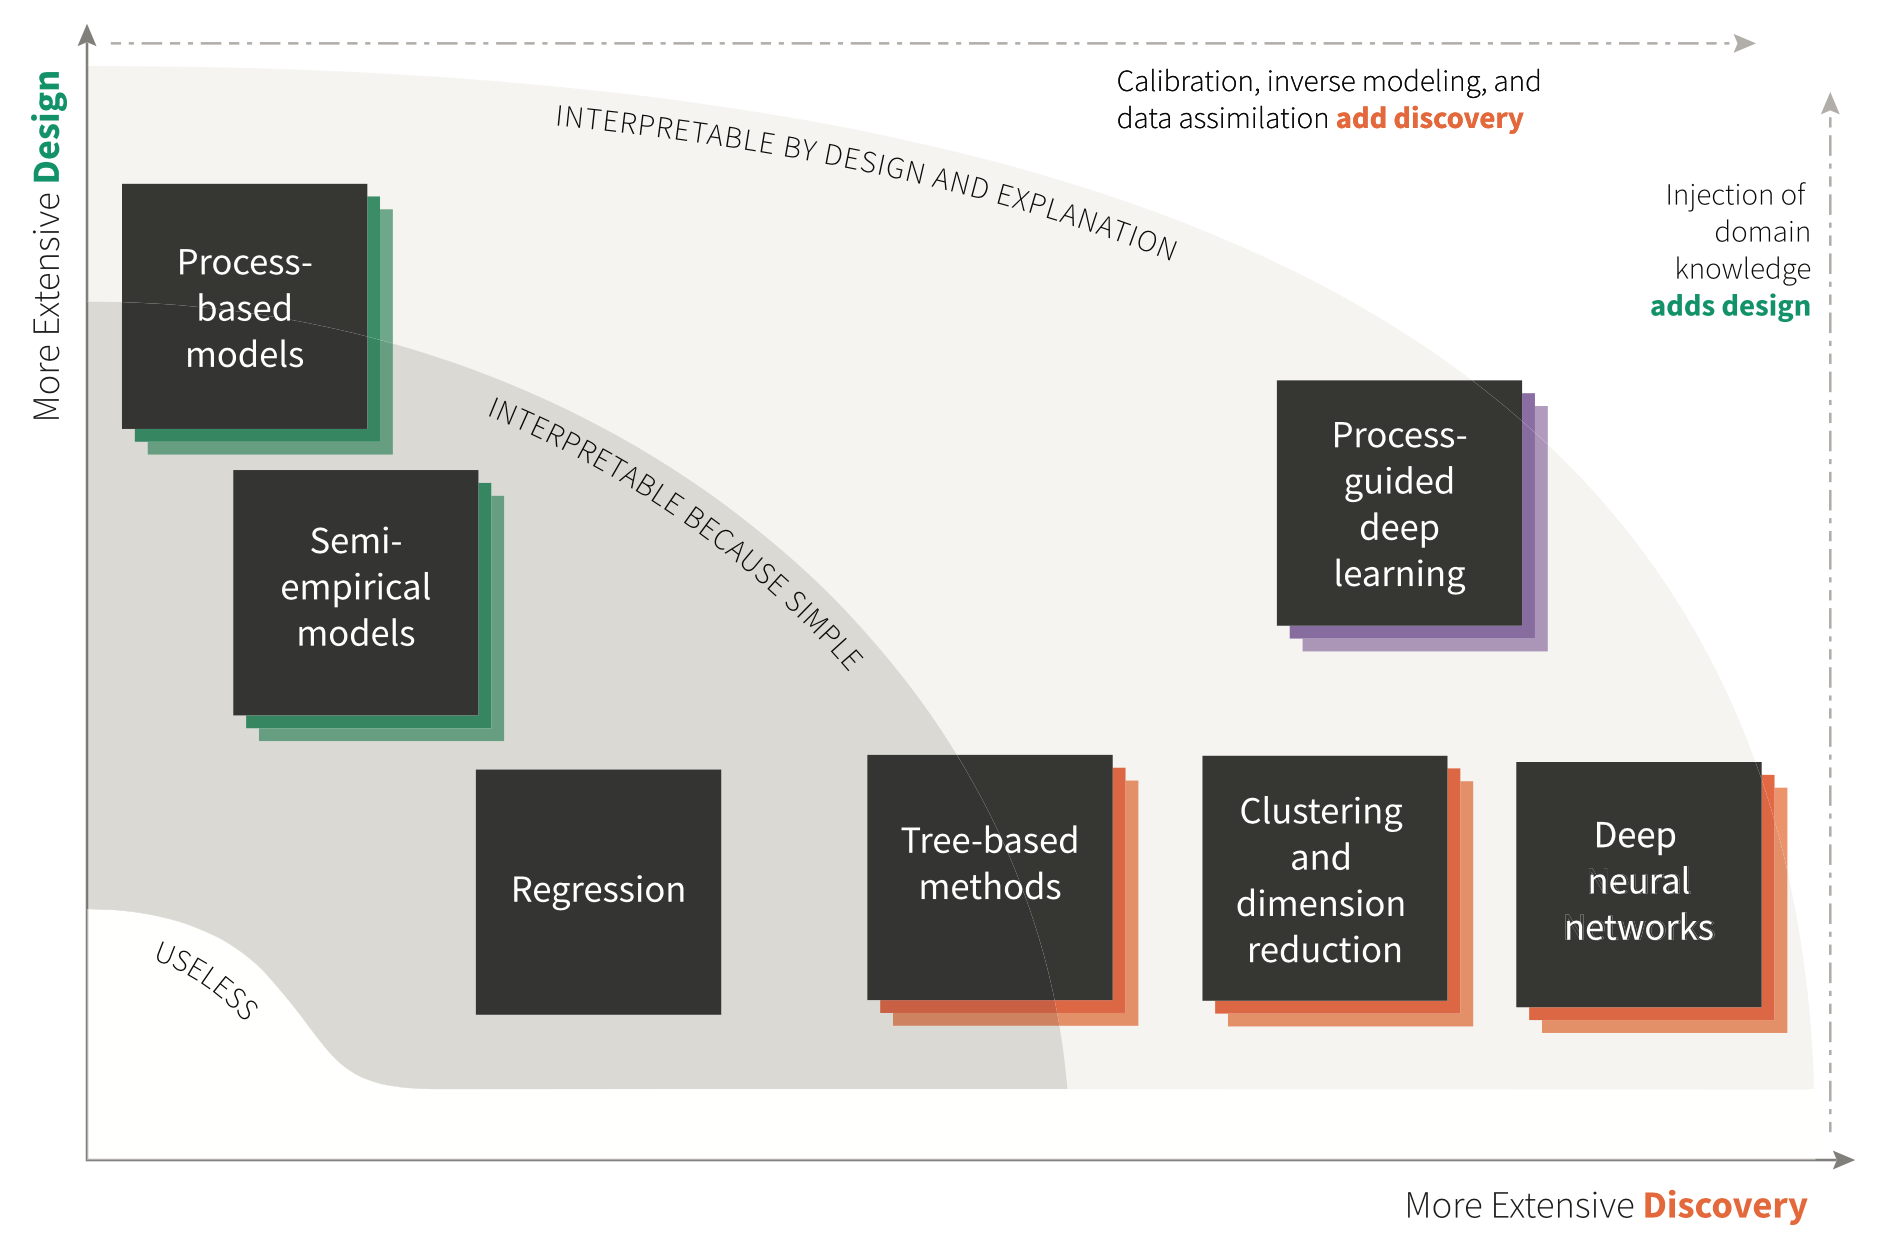 More Extensive Design
Calibration, inverse modeling, and
data assimilation add discovery
INTERPRETABLE BY DESIGN AND EXPLANATION
Injection of
domain
knowledge
adds design
Process-
based
models
INTERPRETABLE BECAUSE SIMPLE
Process-
guided
deep
learning
Semi-
empirical
models
Regression
Tree-based
methods
Clustering
and
dimension
reduction
Deep
neural
networks
USELESS
More Extensive Discovery